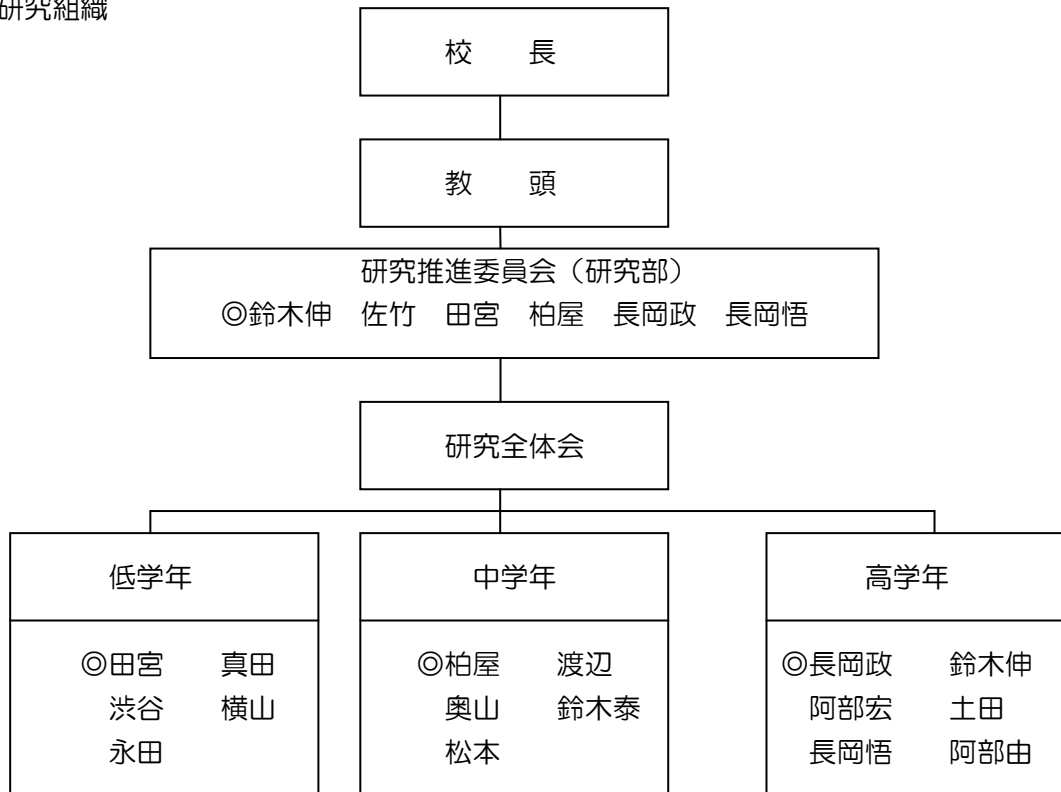 研究組織
校　長
教　頭
研究推進委員会（研究部）
◎鈴木伸　佐竹　田宮　柏屋　長岡政　長岡悟
研究全体会
低学年
◎田宮　真田
渋谷　横山
永田
中学年
◎柏屋　渡辺
奥山　鈴木泰
松本
高学年
◎長岡政　鈴木伸
阿部宏　土田
長岡悟　阿部由